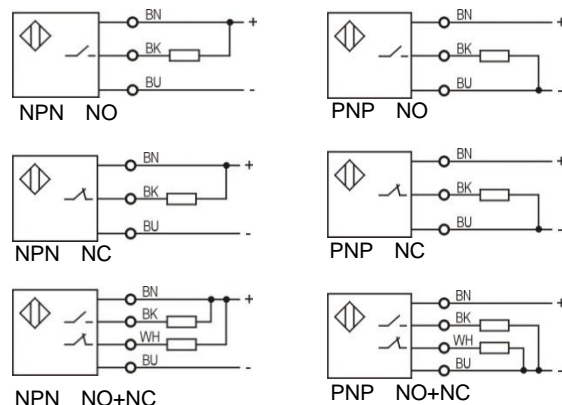 BN
+
BK
BU
-
NPN NO
BN
+
BK
BU
-
PNP NO
BN
+
BK
BU
-
NPN NC
BN
+
BK
BU
-
PNP NC
BN
+
BK
WH
BU
-
NPN NO+NC
BN
+
BK
WH
BU
-
PNP NO+NC